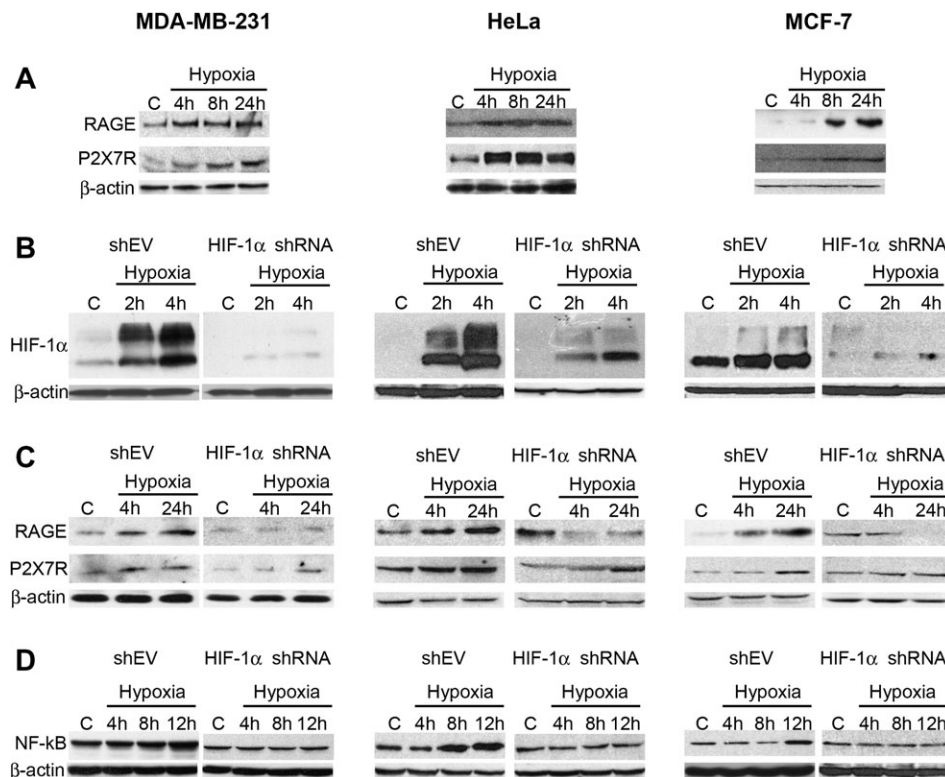 MDA-MB-231 HeLa MCF-7
A Hypoxia Hypoxia Hypoxia
C 4h 8h 24h C 4h 8h 24h C 4h 8h 24h
RAGE
P2X7R
β-actin
B shEV HIF-1α shRNA shEV HIF-1α shRNA shEV HIF-1α shRNA
Hypoxia Hypoxia Hypoxia Hypoxia Hypoxia Hypoxia
C 2h 4h C 2h 4h C 2h 4h C 2h 4h C 2h 4h C 2h 4h
HIF-1α
β-actin
C shEV HIF-1α shRNA shEV HIF-1α shRNA shEV HIF-1α shRNA
Hypoxia Hypoxia Hypoxia Hypoxia Hypoxia Hypoxia
C 4h 24h C 4h 24h C 4h 24h C 4h 24h C 4h 24h C 4h 24h
RAGE
P2X7R
β-actin
D shEV HIF-1α shRNA shEV HIF-1α shRNA shEV HIF-1α shRNA
Hypoxia Hypoxia Hypoxia Hypoxia Hypoxia Hypoxia
C 4h 8h 12h C 4h 8h 12h C 4h 8h 12h C 4h 8h 12h C 4h 8h 12h C 4h 8h 12h
NF-kB
β-actin